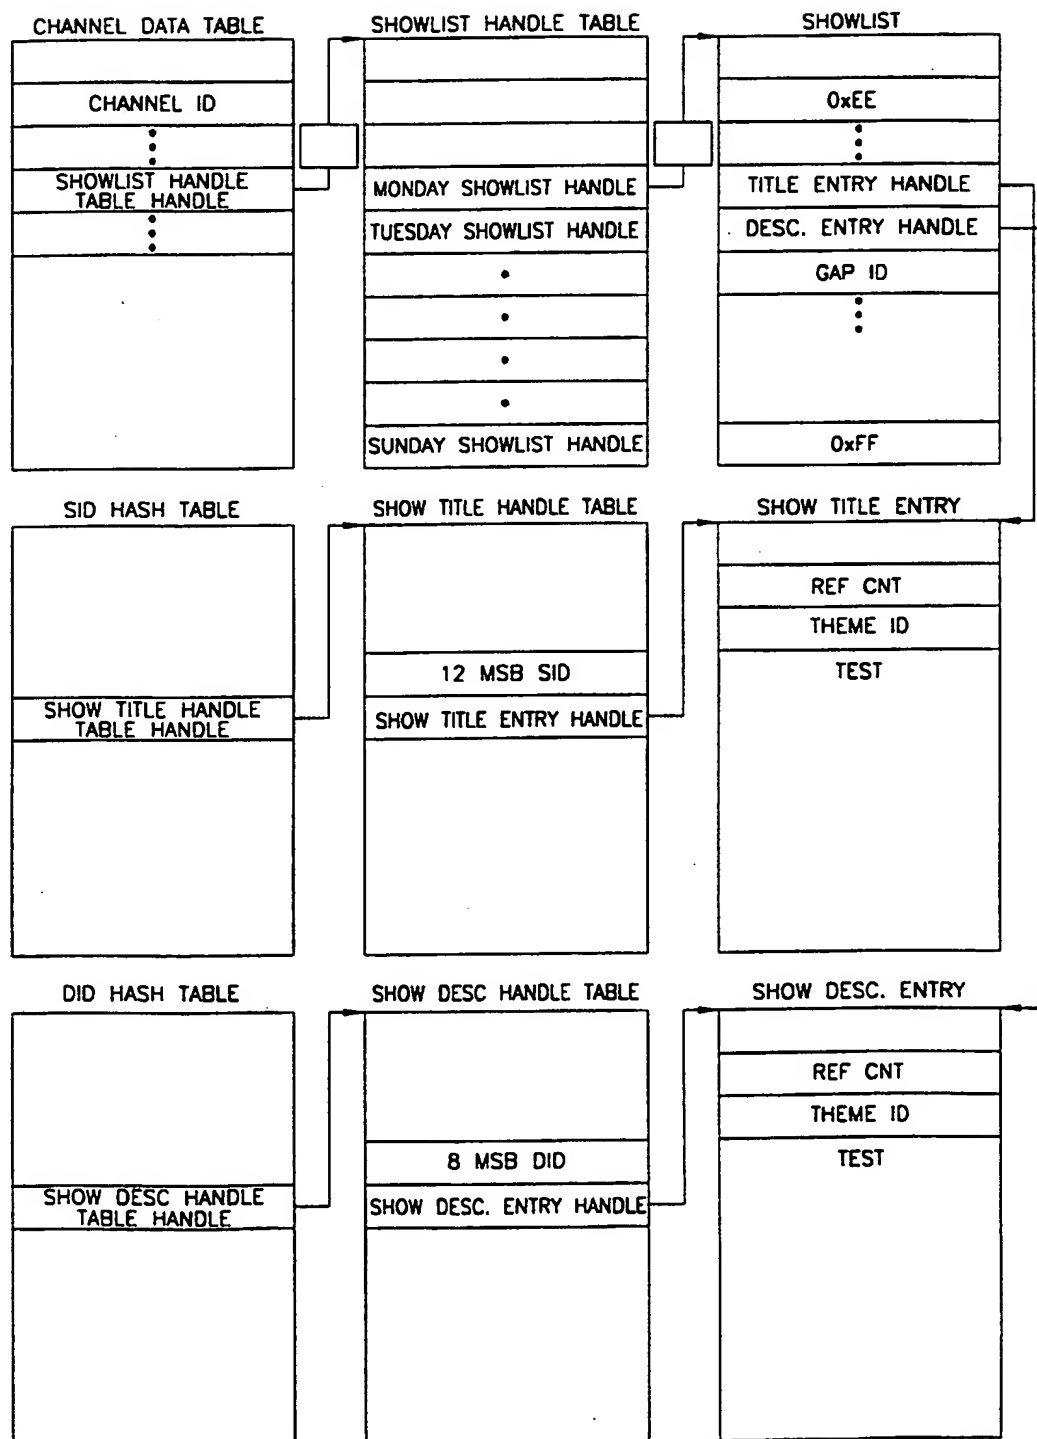 CHANNEL DATA TABLE
CHANNEL ID
SHOWLIST HANDLE
TABLE HANDLE
SHOWLIST HANDLE TABLE
MONDAY SHOWLIST HANDLE
TUESDAY SHOWLIST HANDLE
SUNDAY SHOWLIST HANDLE
SHOWLIST
0xEE
TITLE ENTRY HANDLE
DESC. ENTRY HANDLE
GAP ID
0xFF
SID HASH TABLE
SHOW TITLE HANDLE
TABLE HANDLE
SHOW TITLE HANDLE TABLE
12 MSB SID
SHOW TITLE ENTRY HANDLE
SHOW TITLE ENTRY
REF CNT
THEME ID
TEST
DID HASH TABLE
SHOW DESC HANDLE
TABLE HANDLE
SHOW DESC HANDLE TABLE
8 MSB DID
SHOW DESC. ENTRY HANDLE
SHOW DESC. ENTRY
REF CNT
THEME ID
TEST